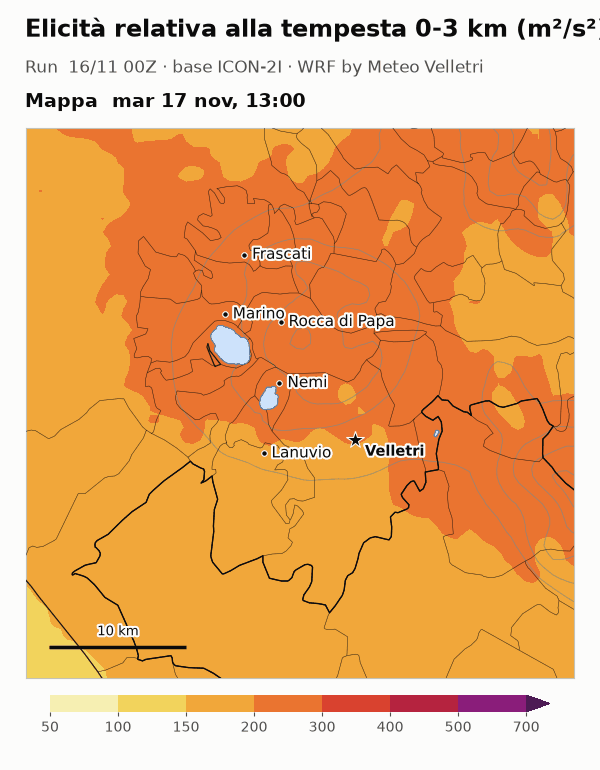 Elicità relativa alla tempesta 0-3 km (m²/s²)
Run  16/11 00Z · base ICON-2I · WRF by Meteo Velletri
Mappa  mar 17 nov, 13:00
Frascati
Marino
Rocca di Papa
Nemi
Lanuvio
Velletri
10 km
50 100 150 200 300 400 500 700